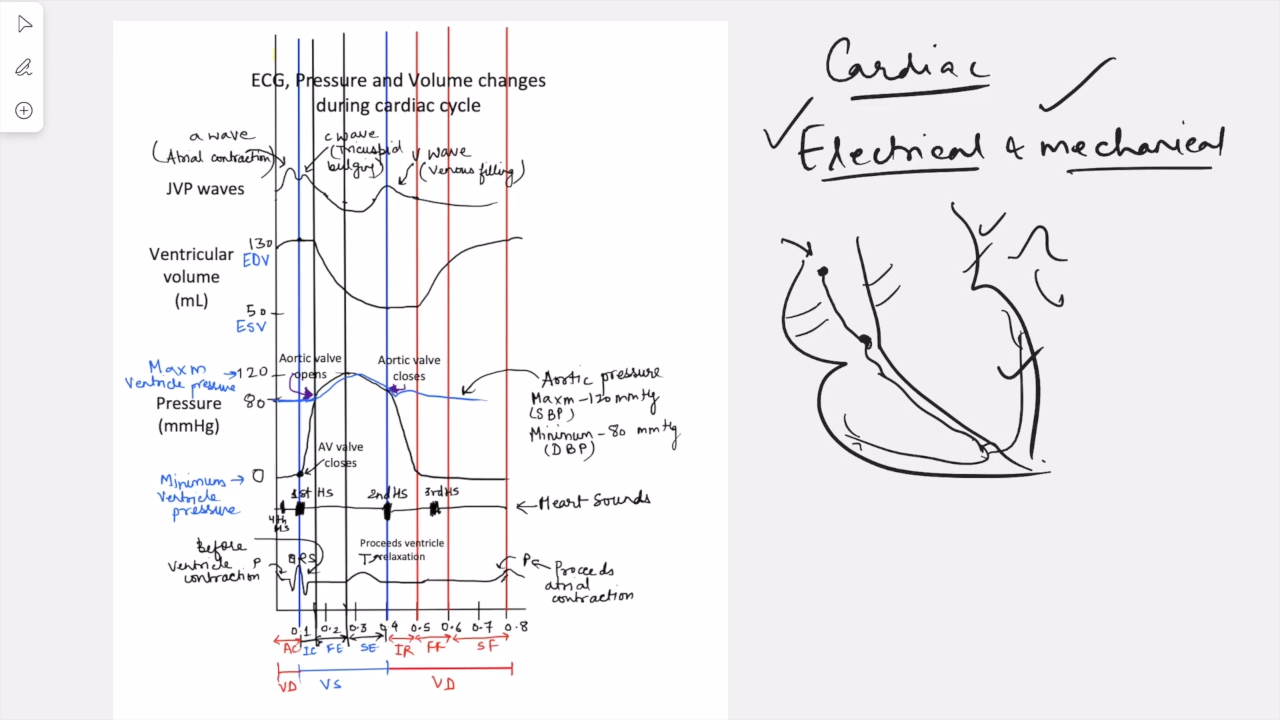 ECG, Pressure and Volume changes
during cardiac cycle
a wave
(Atrial contraction)
c wave
(Tricuspid
bulging)
V wave
(Venous filling)
JVP waves
Ventricular
volume
(mL)
130
EDV
50
ESV
Aortic valve
opens
Aortic valve
closes
Maxm
Ventricle pressure
120
Pressure
(mmHg)
80
Aortic pressure
Maxm - 120 mmHg
(SBP)
Minimum - 80 mmHg
(DBP)
AV valve
closes
0
Minimum
Ventricle
pressure
1st HS
2nd HS
3rd HS
4th
HS
Heart Sounds
Before
Ventricle
contraction
P
QRS
Proceeds ventricle
relaxation
T
P
Proceeds
atrial
contraction
0.1 0.2 0.3 0.4 0.5 0.6 0.7 0.8
AC IC FE SE IR FF SF
VD VS VD
Cardiac
Electrical & mechanical